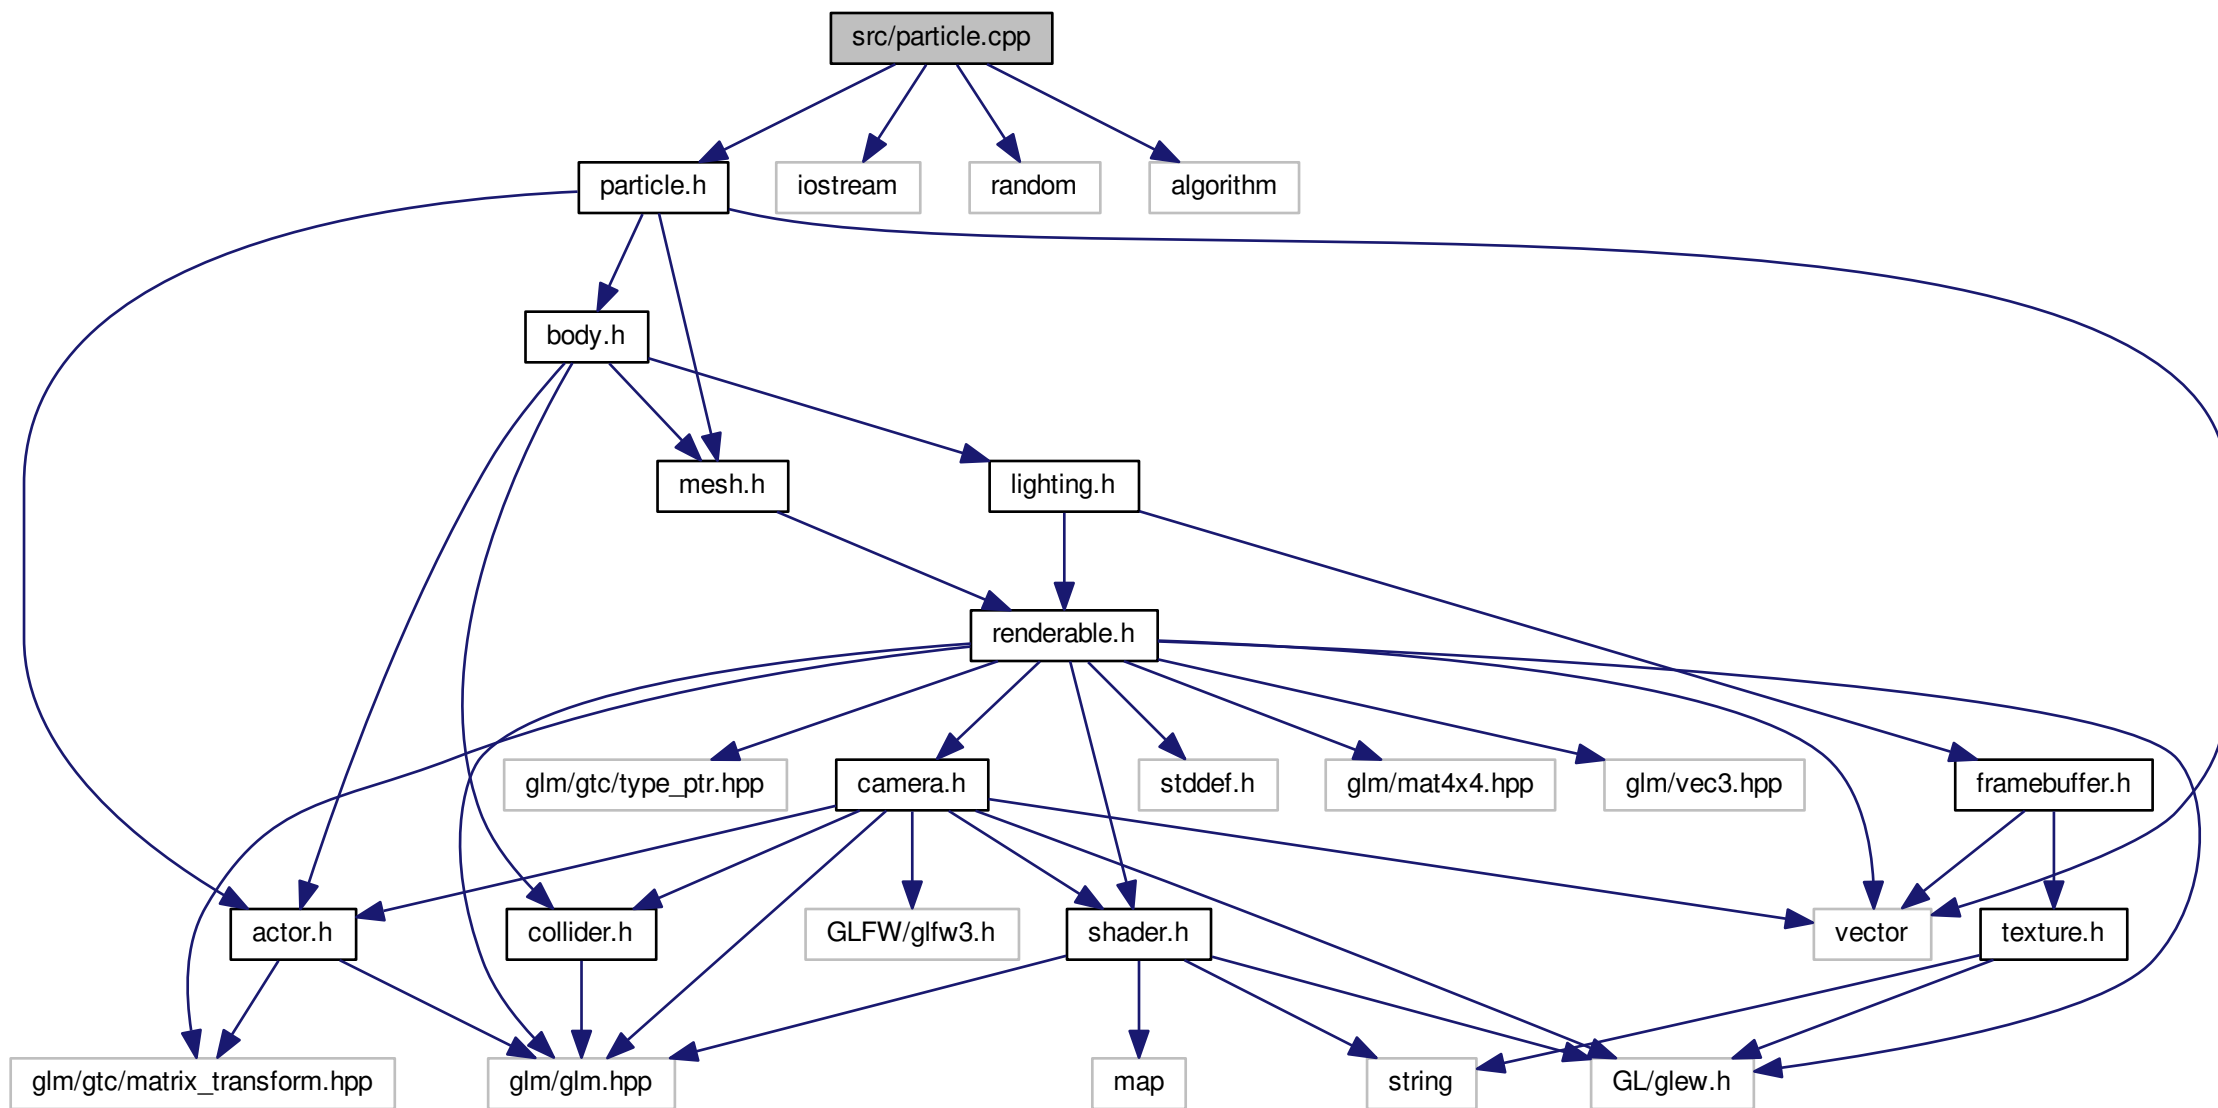 src/particle.cpp
particle.h
iostream
random
algorithm
body.h
mesh.h
lighting.h
renderable.h
glm/gtc/type_ptr.hpp
camera.h
stddef.h
glm/mat4x4.hpp
glm/vec3.hpp
framebuffer.h
actor.h
collider.h
GLFW/glfw3.h
shader.h
vector
texture.h
glm/gtc/matrix_transform.hpp
glm/glm.hpp
map
string
GL/glew.h